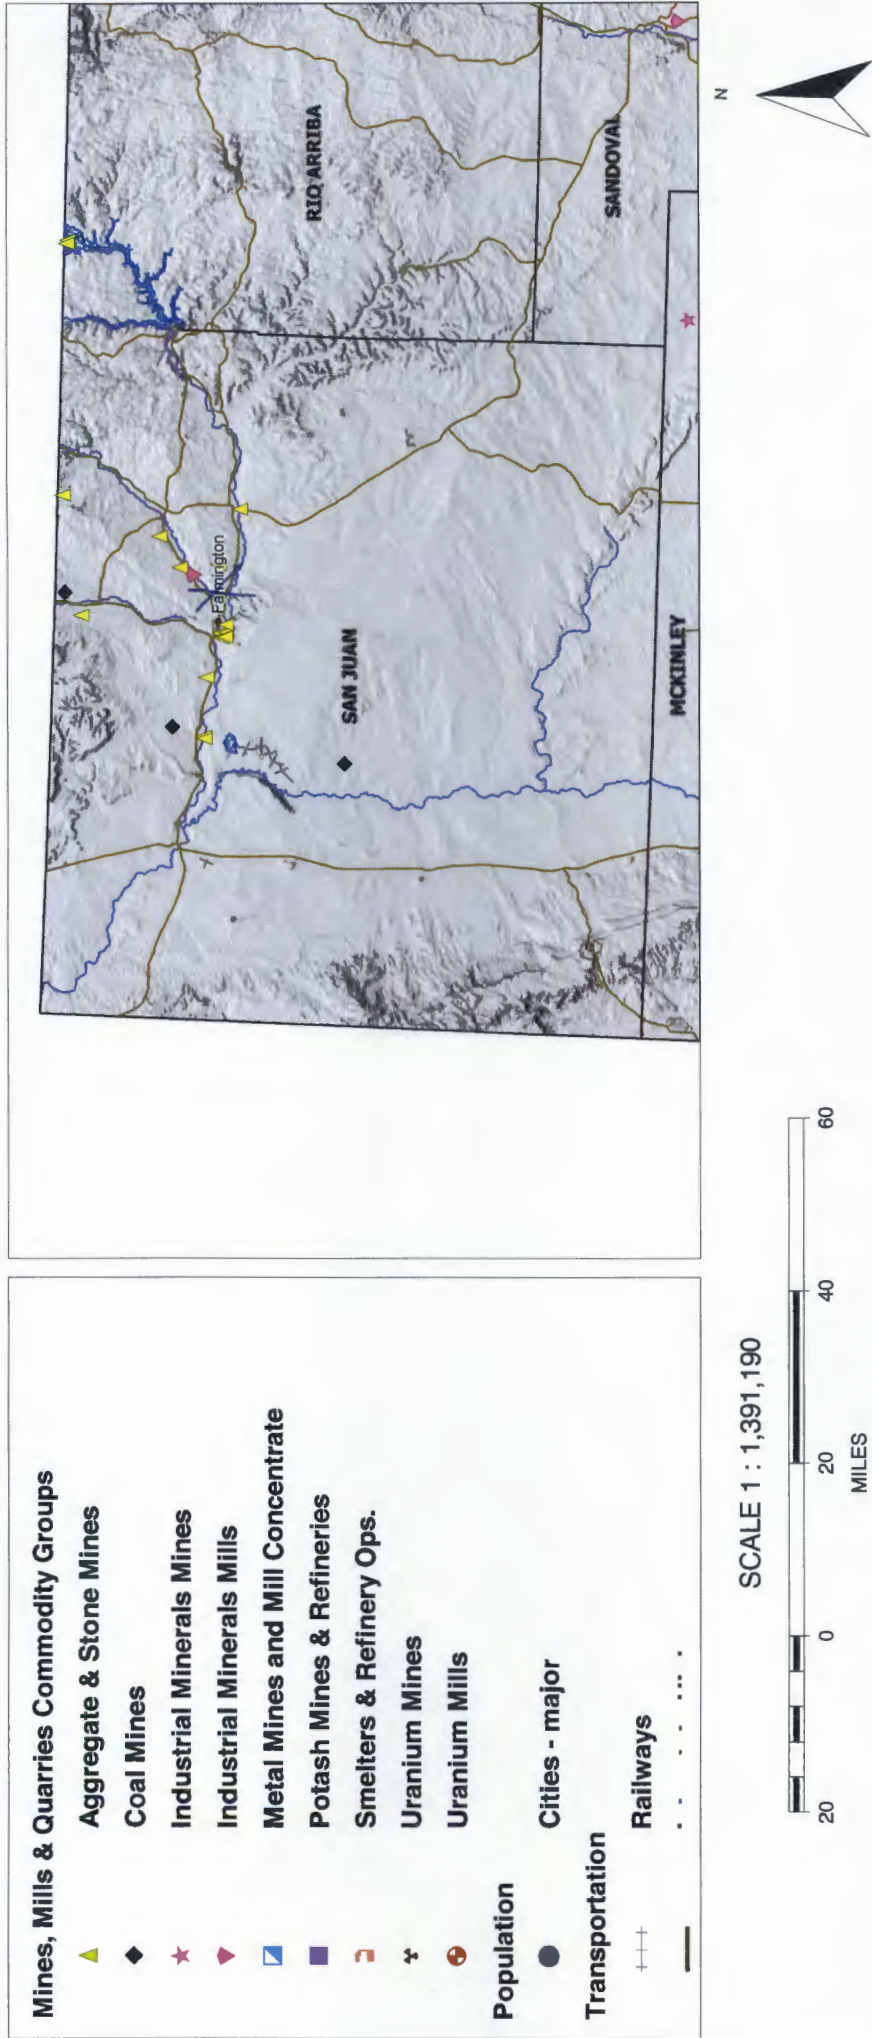 Mines, Mills & Quarries Commodity Groups
Aggregate & Stone Mines
Coal Mines
Industrial Minerals Mines
Industrial Minerals Mills
Metal Mines and Mill Concentrate
Potash Mines & Refineries
Smelters & Refinery Ops.
Uranium Mines
Uranium Mills
Population
Cities - major
Transportation
Railways
Farmington
SAN JUAN
RIO ARRIBA
SANDOVAL
MCKINLEY
N
SCALE 1 : 1,391,190
20 0 20 40 60
MILES